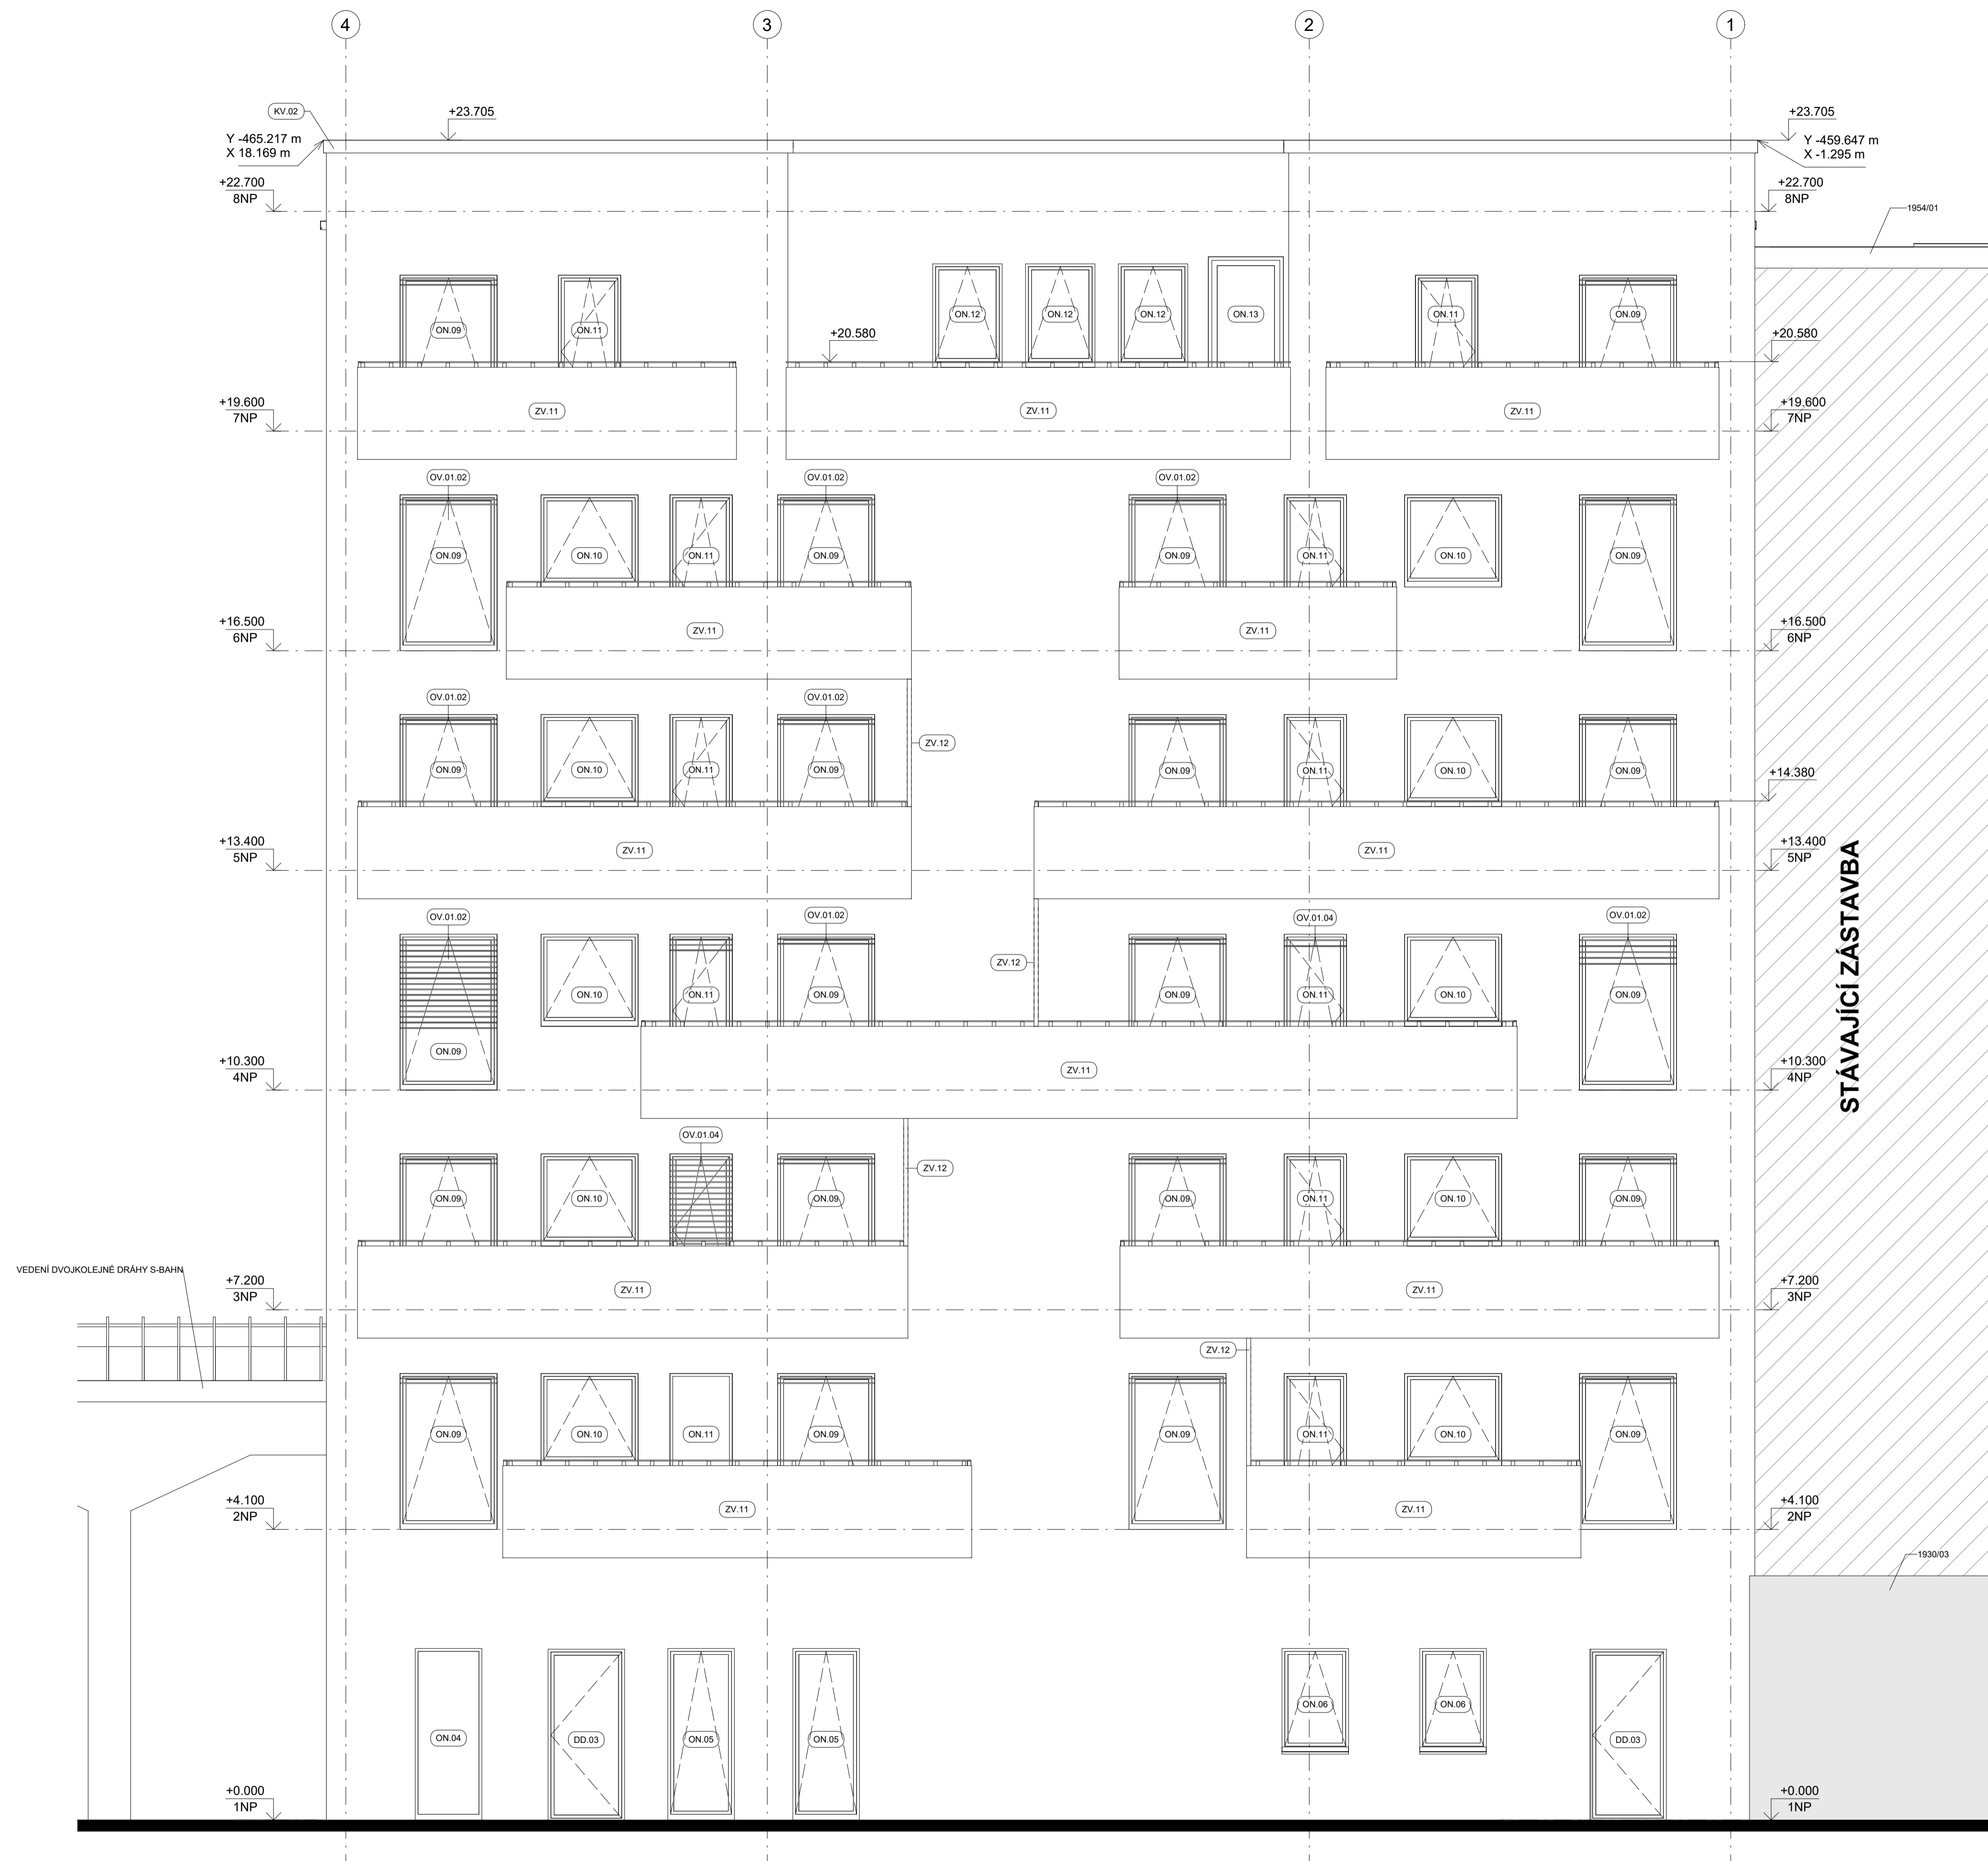 4
3
2
1
KV.02
+23.705
+23.705
Y -465.217 m
X 18.169 m
Y -459.647 m
X -1.295 m
+22.700
8NP
+22.700
8NP
1954/01
ON.09
ON.11
ON.12
ON.12
ON.12
ON.13
ON.11
ON.09
+20.580
+20.580
+19.600
7NP
ZV.11
ZV.11
ZV.11
+19.600
7NP
OV.01.02
OV.01.02
OV.01.02
ON.09
ON.10
ON.11
ON.09
ON.09
ON.11
ON.10
ON.09
+16.500
6NP
ZV.11
ZV.11
+16.500
6NP
OV.01.02
OV.01.02
ZV.12
ON.09
ON.10
ON.11
ON.09
ON.09
ON.11
ON.10
ON.09
+14.380
+13.400
5NP
ZV.11
ZV.11
+13.400
5NP
STÁVAJÍCÍ ZÁSTAVBA
OV.01.02
OV.01.02
OV.01.04
OV.01.02
ZV.12
ON.09
ON.10
ON.11
ON.09
ON.09
ON.11
ON.10
ON.09
+10.300
4NP
ZV.11
+10.300
4NP
OV.01.04
ZV.12
ON.09
ON.10
ON.09
ON.09
ON.11
ON.10
ON.09
VEDENÍ DVOJKOLEJNÉ DRÁHY S-BAHN
+7.200
3NP
ZV.11
ZV.11
+7.200
3NP
ZV.12
ON.09
ON.10
ON.11
ON.09
ON.09
ON.11
ON.10
ON.09
+4.100
2NP
ZV.11
ZV.11
+4.100
2NP
1930/03
ON.04
DD.03
ON.05
ON.05
ON.06
ON.06
DD.03
+0.000
1NP
+0.000
1NP